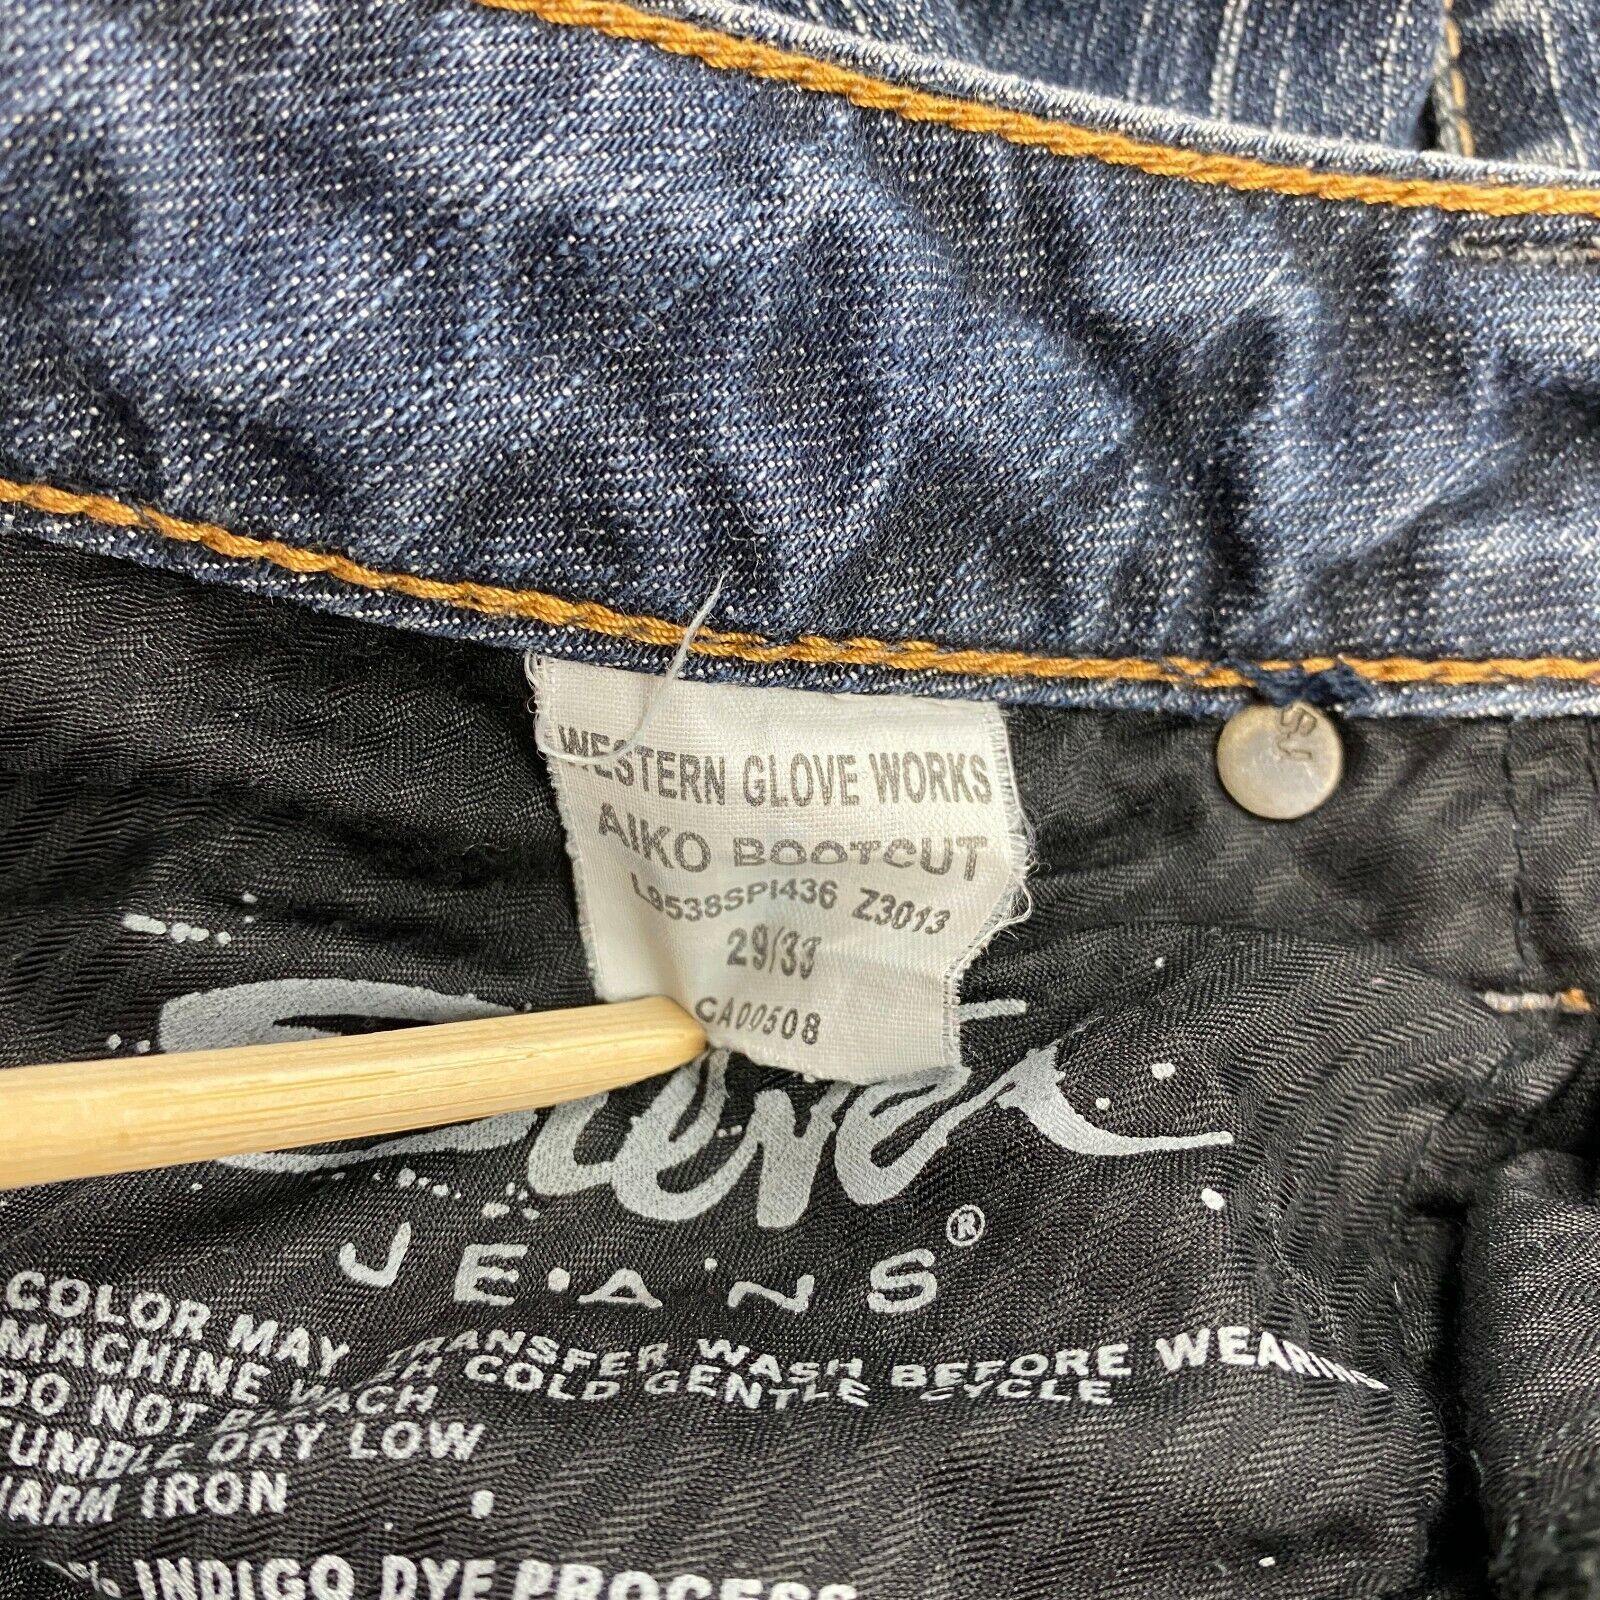 WESTERN GLOVE WORKS
AIKO BOOTCUT
L9538SPI436 Z3013
29/33
CA00508
Silver
JEANS®
COLOR MAY TRANSFER WASH BEFORE WEARING
MACHINE WASH COLD GENTLE CYCLE
DO NOT BLEACH
TUMBLE DRY LOW
WARM IRON
% INDIGO DYE PROCESS